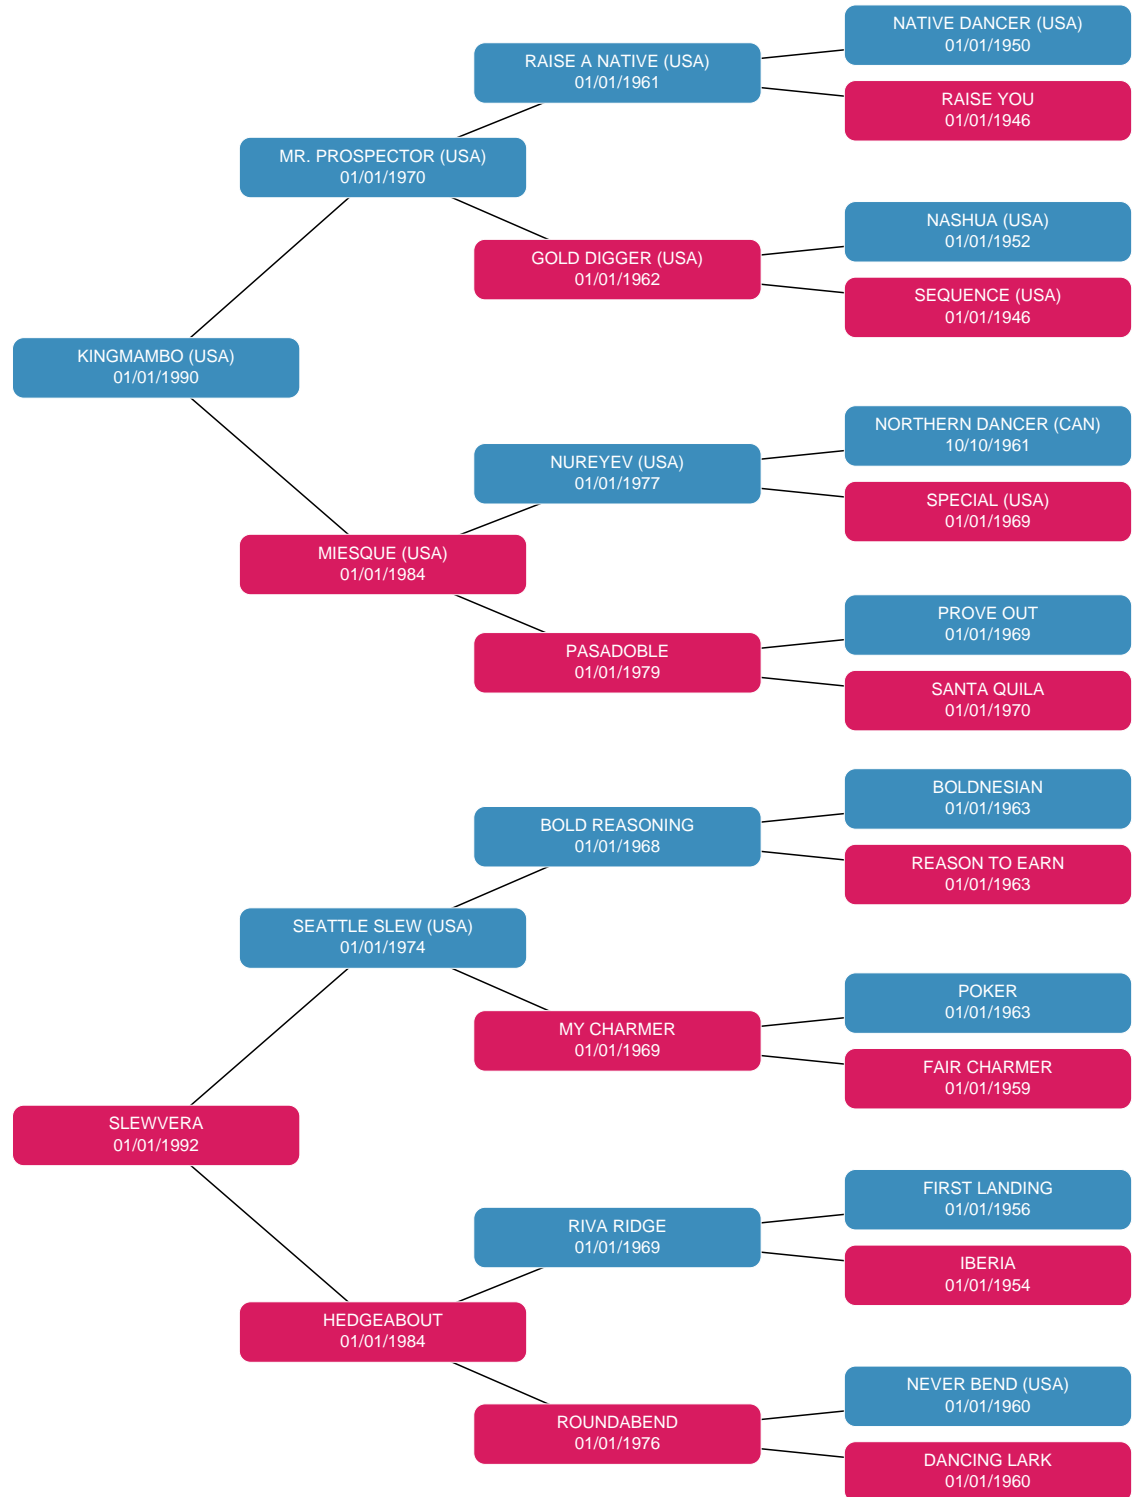 NATIVE DANCER (USA)
01/01/1950
RAISE A NATIVE (USA)
01/01/1961
RAISE YOU
01/01/1946
MR. PROSPECTOR (USA)
01/01/1970
NASHUA (USA)
01/01/1952
GOLD DIGGER (USA)
01/01/1962
SEQUENCE (USA)
01/01/1946
KINGMAMBO (USA)
01/01/1990
NORTHERN DANCER (CAN)
10/10/1961
NUREYEV (USA)
01/01/1977
SPECIAL (USA)
01/01/1969
MIESQUE (USA)
01/01/1984
PROVE OUT
01/01/1969
PASADOBLE
01/01/1979
SANTA QUILA
01/01/1970
BOLDNESIAN
01/01/1963
BOLD REASONING
01/01/1968
REASON TO EARN
01/01/1963
SEATTLE SLEW (USA)
01/01/1974
POKER
01/01/1963
MY CHARMER
01/01/1969
FAIR CHARMER
01/01/1959
SLEWVERA
01/01/1992
FIRST LANDING
01/01/1956
RIVA RIDGE
01/01/1969
IBERIA
01/01/1954
HEDGEABOUT
01/01/1984
NEVER BEND (USA)
01/01/1960
ROUNDABEND
01/01/1976
DANCING LARK
01/01/1960